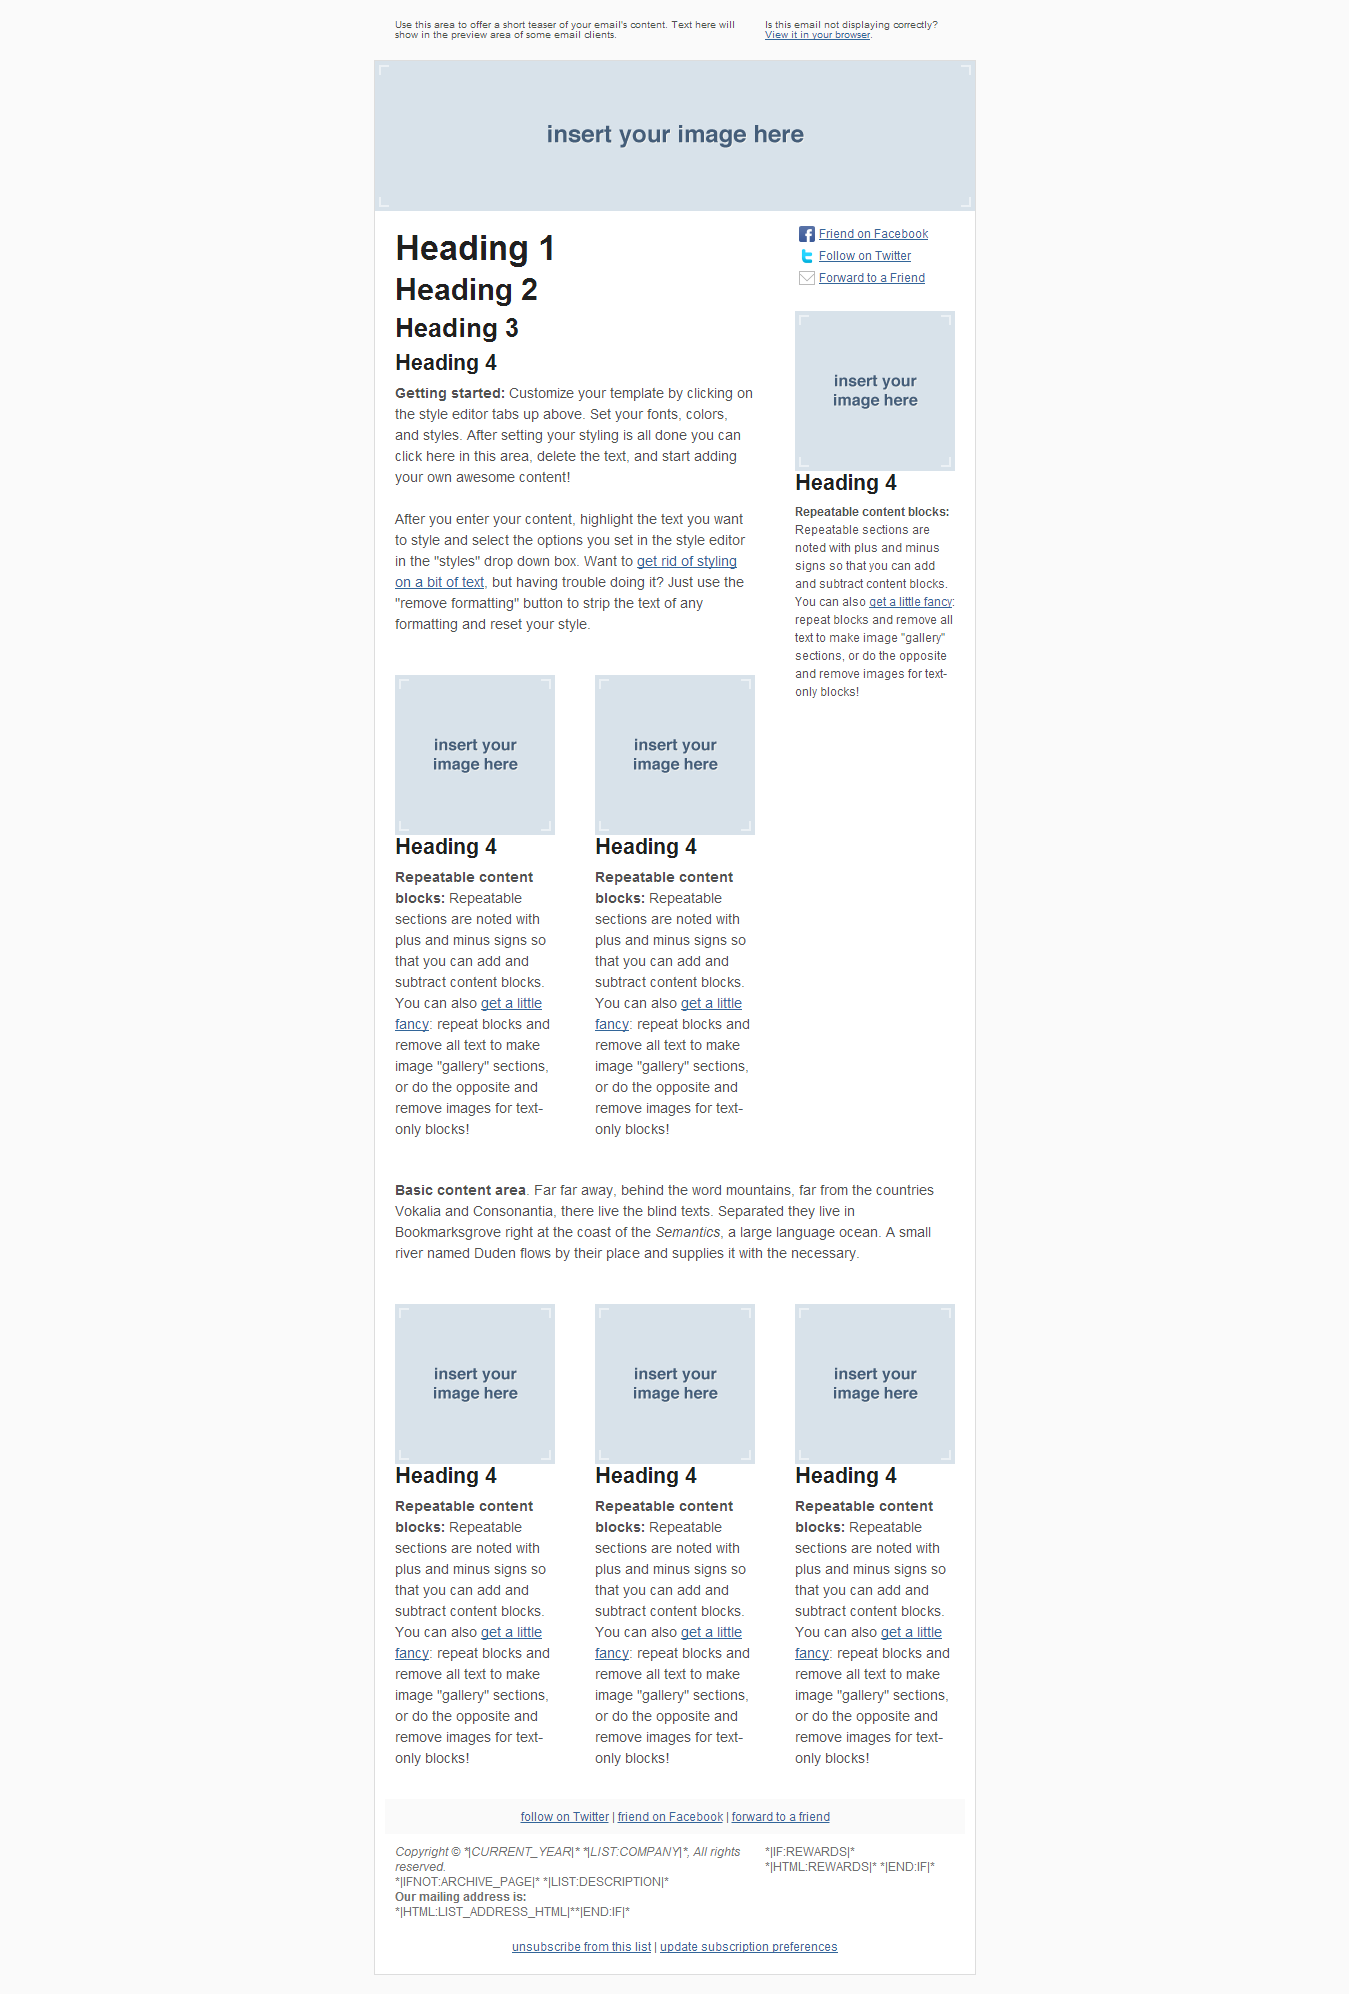 Use this area to offer a short teaser of your email's content. Text here will
show in the preview area of some email clients.
Is this email not displaying correctly?
View it in your browser.
insert your image here
Heading 1
Heading 2
Heading 3
Heading 4
Getting started: Customize your template by clicking on
the style editor tabs up above. Set your fonts, colors,
and styles. After setting your styling is all done you can
click here in this area, delete the text, and start adding
your own awesome content!
After you enter your content, highlight the text you want
to style and select the options you set in the style editor
in the "styles" drop down box. Want to get rid of styling
on a bit of text, but having trouble doing it? Just use the
"remove formatting" button to strip the text of any
formatting and reset your style.
insert your
image here
Heading 4
Repeatable content
blocks: Repeatable
sections are noted with
plus and minus signs so
that you can add and
subtract content blocks.
You can also get a little
fancy: repeat blocks and
remove all text to make
image "gallery" sections,
or do the opposite and
remove images for text-
only blocks!
insert your
image here
Heading 4
Repeatable content
blocks: Repeatable
sections are noted with
plus and minus signs so
that you can add and
subtract content blocks.
You can also get a little
fancy: repeat blocks and
remove all text to make
image "gallery" sections,
or do the opposite and
remove images for text-
only blocks!
Friend on Facebook
Follow on Twitter
Forward to a Friend
insert your
image here
Heading 4
Repeatable content blocks:
Repeatable sections are
noted with plus and minus
signs so that you can add
and subtract content blocks.
You can also get a little fancy:
repeat blocks and remove all
text to make image "gallery"
sections, or do the opposite
and remove images for text-
only blocks!
Basic content area. Far far away, behind the word mountains, far from the countries
Vokalia and Consonantia, there live the blind texts. Separated they live in
Bookmarksgrove right at the coast of the Semantics, a large language ocean. A small
river named Duden flows by their place and supplies it with the necessary.
insert your
image here
Heading 4
Repeatable content
blocks: Repeatable
sections are noted with
plus and minus signs so
that you can add and
subtract content blocks.
You can also get a little
fancy: repeat blocks and
remove all text to make
image "gallery" sections,
or do the opposite and
remove images for text-
only blocks!
insert your
image here
Heading 4
Repeatable content
blocks: Repeatable
sections are noted with
plus and minus signs so
that you can add and
subtract content blocks.
You can also get a little
fancy: repeat blocks and
remove all text to make
image "gallery" sections,
or do the opposite and
remove images for text-
only blocks!
insert your
image here
Heading 4
Repeatable content
blocks: Repeatable
sections are noted with
plus and minus signs so
that you can add and
subtract content blocks.
You can also get a little
fancy: repeat blocks and
remove all text to make
image "gallery" sections,
or do the opposite and
remove images for text-
only blocks!
follow on Twitter | friend on Facebook | forward to a friend
Copyright © *|CURRENT_YEAR|* *|LIST:COMPANY|*, All rights
reserved.
*|IFNOT:ARCHIVE_PAGE|* *|LIST:DESCRIPTION|*
Our mailing address is:
*|HTML:LIST_ADDRESS_HTML|**|END:IF|*
*|IF:REWARDS|*
*|HTML:REWARDS|* *|END:IF|*
unsubscribe from this list | update subscription preferences